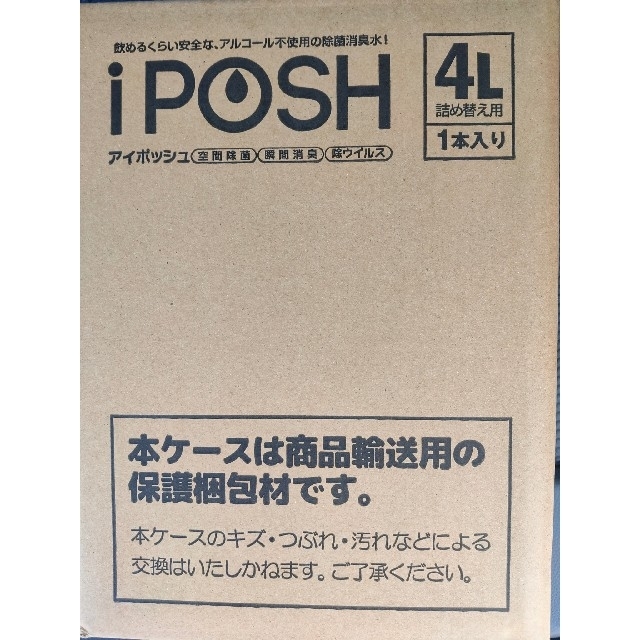 飲めるくらい安全な、アルコール不使用の除菌消臭水!
iPOSH
アイポッシュ 空間除菌 瞬間消臭 除ウイルス
4L
詰め替え用
1本入り
本ケースは商品輸送用の
保護梱包材です。
本ケースのキズ・つぶれ・汚れなどによる
交換はいたしかねます。ご了承ください。